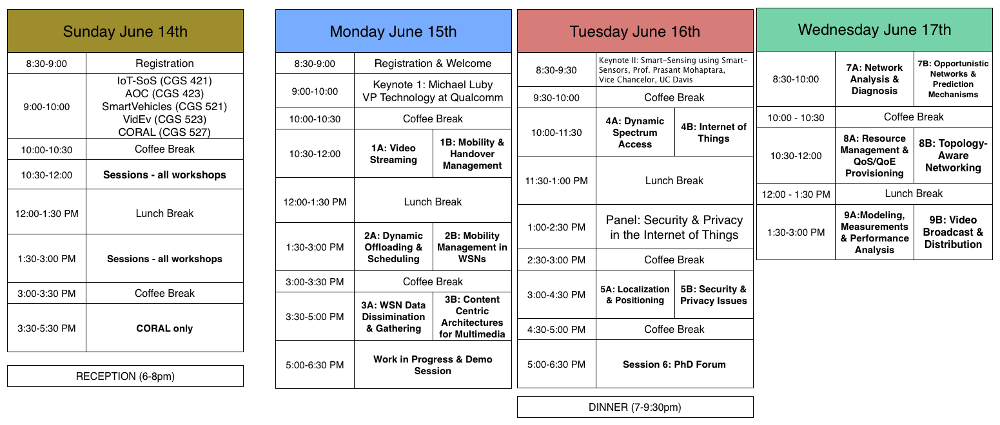 Sunday June 14th
8:30-9:00
Registration
9:00-10:00
IoT-SoS (CGS 421)
AOC (CGS 423)
SmartVehicles (CGS 521)
VidEv (CGS 523)
CORAL (CGS 527)
10:00-10:30
Coffee Break
10:30-12:00
Sessions - all workshops
12:00-1:30 PM
Lunch Break
1:30-3:00 PM
Sessions - all workshops
3:00-3:30 PM
Coffee Break
3:30-5:30 PM
CORAL only
RECEPTION (6-8pm)
Monday June 15th
8:30-9:00
Registration & Welcome
9:00-10:00
Keynote 1: Michael Luby
VP Technology at Qualcomm
10:00-10:30
Coffee Break
10:30-12:00
1A: Video
Streaming
1B: Mobility &
Handover
Management
12:00-1:30 PM
Lunch Break
1:30-3:00 PM
2A: Dynamic
Offloading &
Scheduling
2B: Mobility
Management in
WSNs
3:00-3:30 PM
Coffee Break
3:30-5:00 PM
3A: WSN Data
Dissimination
& Gathering
3B: Content
Centric
Architectures
for Multimedia
5:00-6:30 PM
Work in Progress & Demo
Session
Tuesday June 16th
8:30-9:30
Keynote II: Smart-Sensing using Smart-
Sensors, Prof. Prasant Mohaptara,
Vice Chancelor, UC Davis
9:30-10:00
Coffee Break
10:00-11:30
4A: Dynamic
Spectrum
Access
4B: Internet of
Things
11:30-1:00 PM
Lunch Break
1:00-2:30 PM
Panel: Security & Privacy
in the Internet of Things
2:30-3:00 PM
Coffee Break
3:00-4:30 PM
5A: Localization
& Positioning
5B: Security &
Privacy Issues
4:30-5:00 PM
Coffee Break
5:00-6:30 PM
Session 6: PhD Forum
DINNER (7-9:30pm)
Wednesday June 17th
8:30-10:00
7A: Network
Analysis &
Diagnosis
7B: Opportunistic
Networks &
Prediction
Mechanisms
10:00 - 10:30
Coffee Break
10:30-12:00
8A: Resource
Management &
QoS/QoE
Provisioning
8B: Topology-
Aware
Networking
12:00 - 1:30 PM
Lunch Break
1:30-3:00 PM
9A:Modeling,
Measurements
& Performance
Analysis
9B: Video
Broadcast &
Distribution